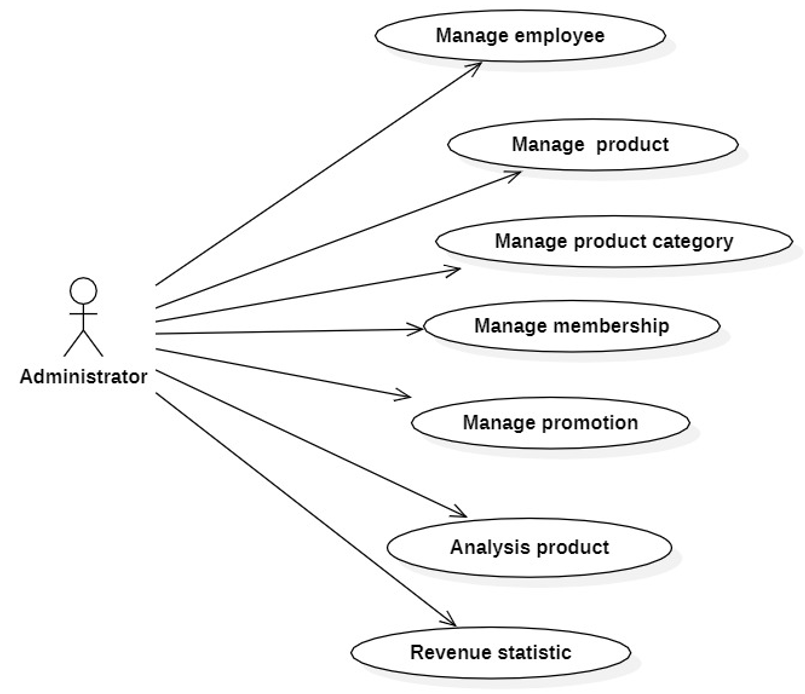 Manage employee
Manage  product
Manage product category
Manage membership
Administrator
Manage promotion
Analysis product
Revenue statistic